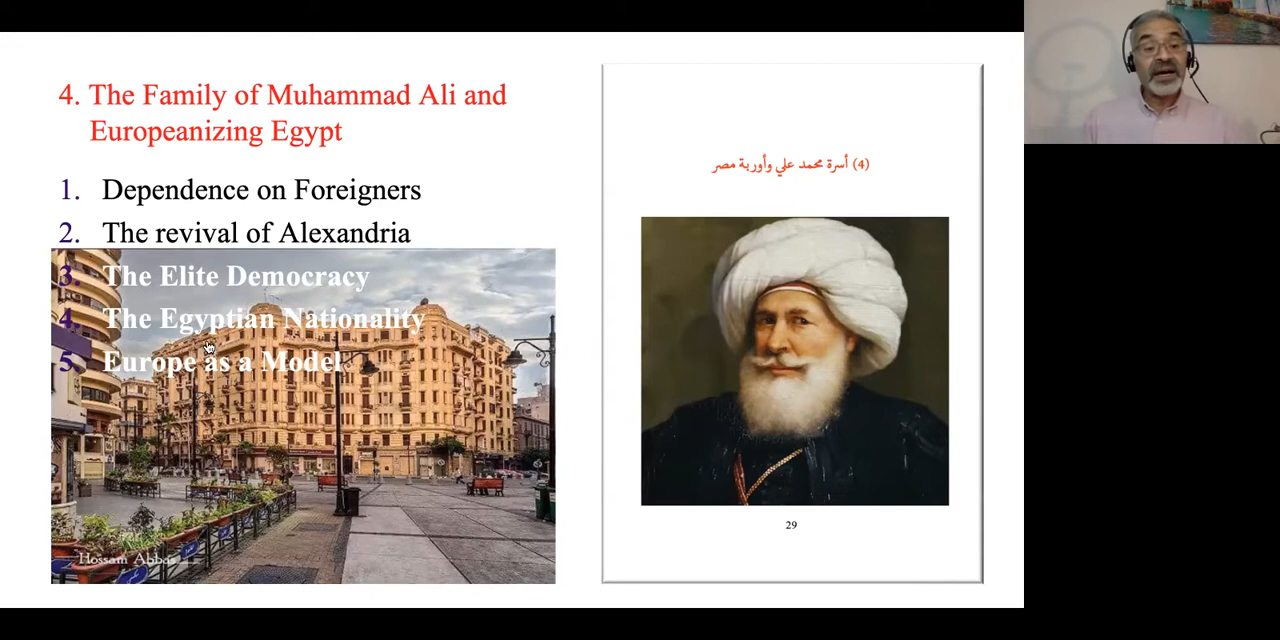 4. The Family of Muhammad Ali and
Europeanizing Egypt
1. Dependence on Foreigners
2. The revival of Alexandria
3. The Elite Democracy
4. The Egyptian Nationality
5. Europe as a Model
Hossam Abbas
(4) أسرة محمد علي وأوربة مصر
29